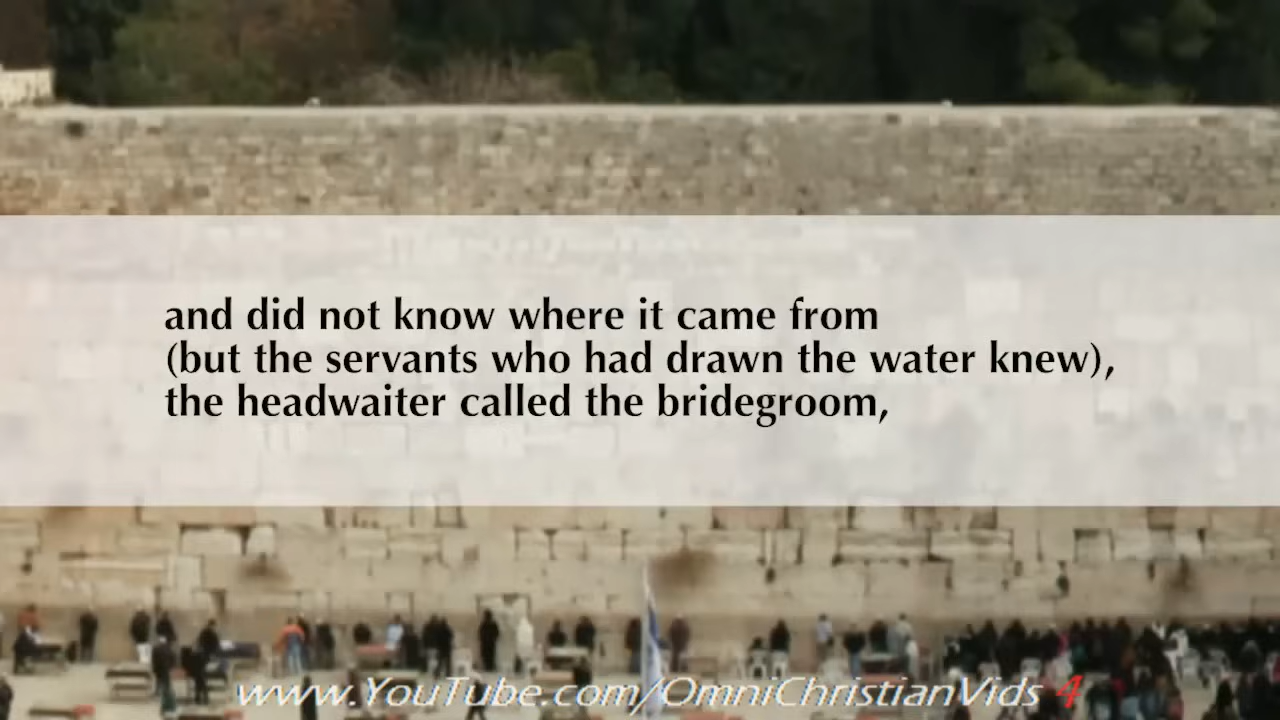 and did not know where it came from
(but the servants who had drawn the water knew),
the headwaiter called the bridegroom,
www.YouTube.com/OmniChristianVids 4